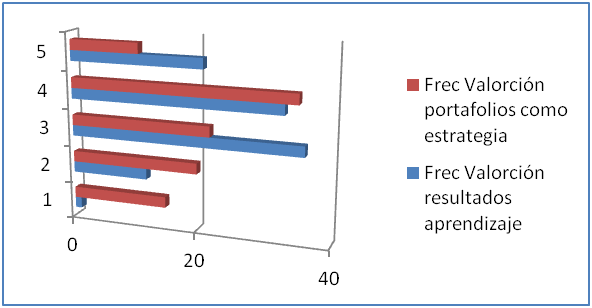 5
4
3
2
1
0
20
40
Frec Valorción
portafolios como
estrategia
Frec Valorción
resultados
aprendizaje